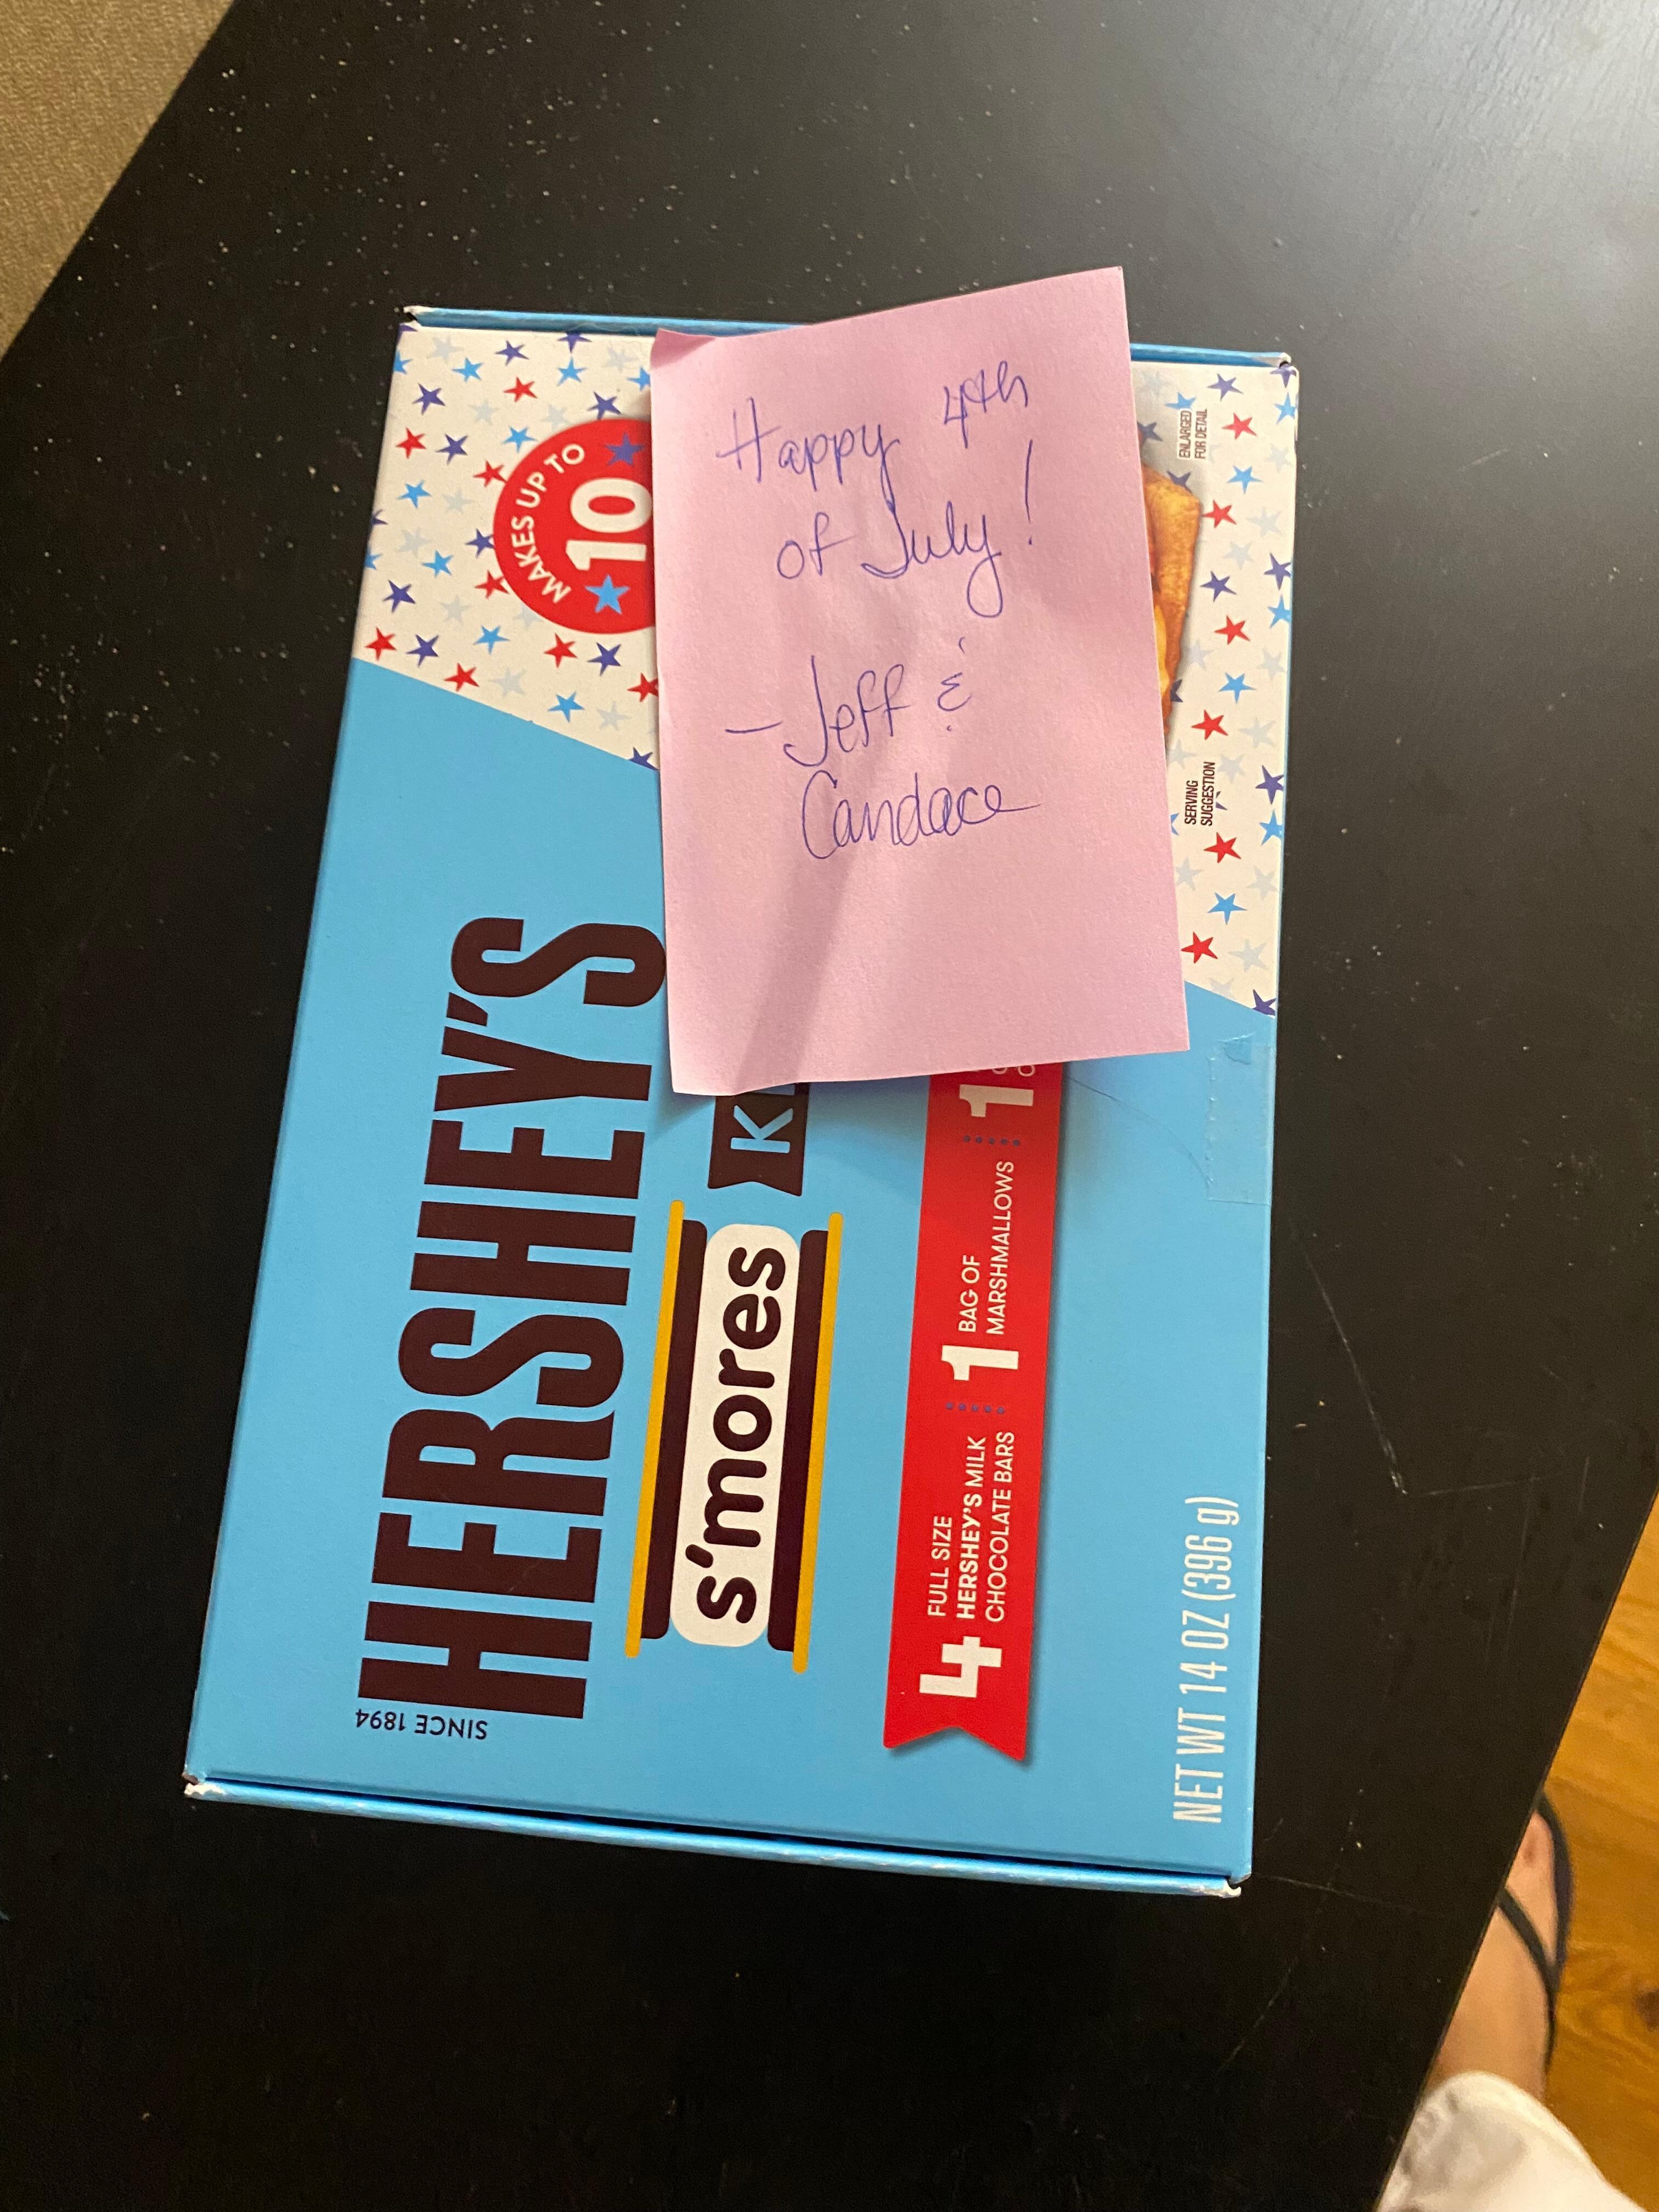 Happy 4th
of July!
- Jeff &
Candace
MAKES UP TO
10
ENLARGED
FOR DETAIL
SERVING
SUGGESTION
SINCE 1894
HERSHEY'S
s'mores
4 FULL SIZE
HERSHEY'S MILK
CHOCOLATE BARS
1 BAG OF
MARSHMALLOWS
1
NET WT 14 OZ (396 g)